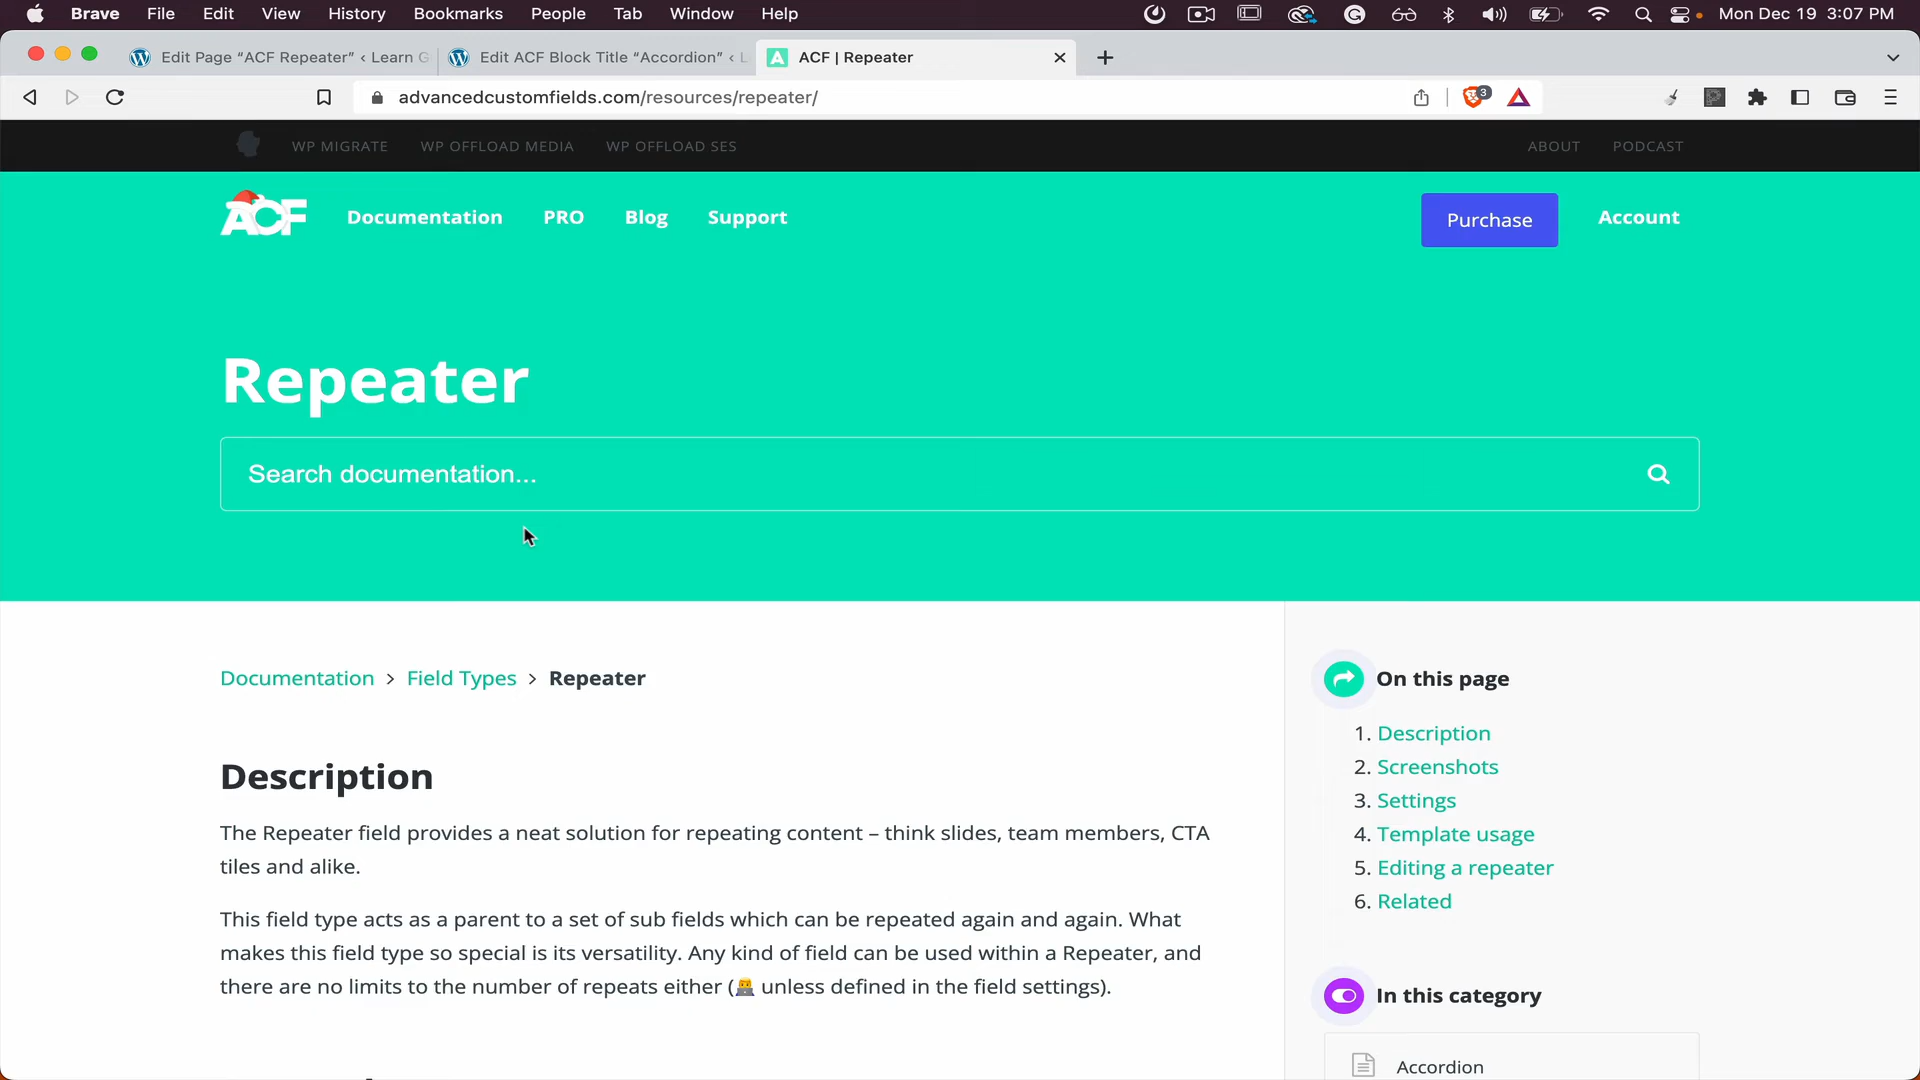 Brave File Edit View History Bookmarks People Tab Window Help Mon Dec 19 3:07 PM
Edit Page “ACF Repeater” ‹ Learn G Edit ACF Block Title “Accordion” ‹ L ACF | Repeater
advancedcustomfields.com/resources/repeater/ 3
WP MIGRATE WP OFFLOAD MEDIA WP OFFLOAD SES ABOUT PODCAST
ACF Documentation PRO Blog Support Purchase Account
Repeater
Search documentation...
Documentation > Field Types > Repeater
Description
The Repeater field provides a neat solution for repeating content – think slides, team members, CTA
tiles and alike.
This field type acts as a parent to a set of sub fields which can be repeated again and again. What
makes this field type so special is its versatility. Any kind of field can be used within a Repeater, and
there are no limits to the number of repeats either (👨‍💻 unless defined in the field settings).
On this page
1. Description
2. Screenshots
3. Settings
4. Template usage
5. Editing a repeater
6. Related
In this category
Accordion